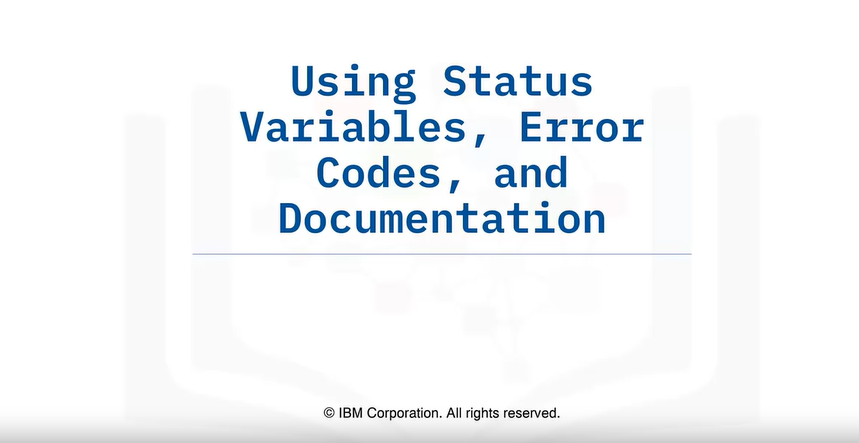 Using Status
Variables, Error
Codes, and
Documentation
© IBM Corporation. All rights reserved.